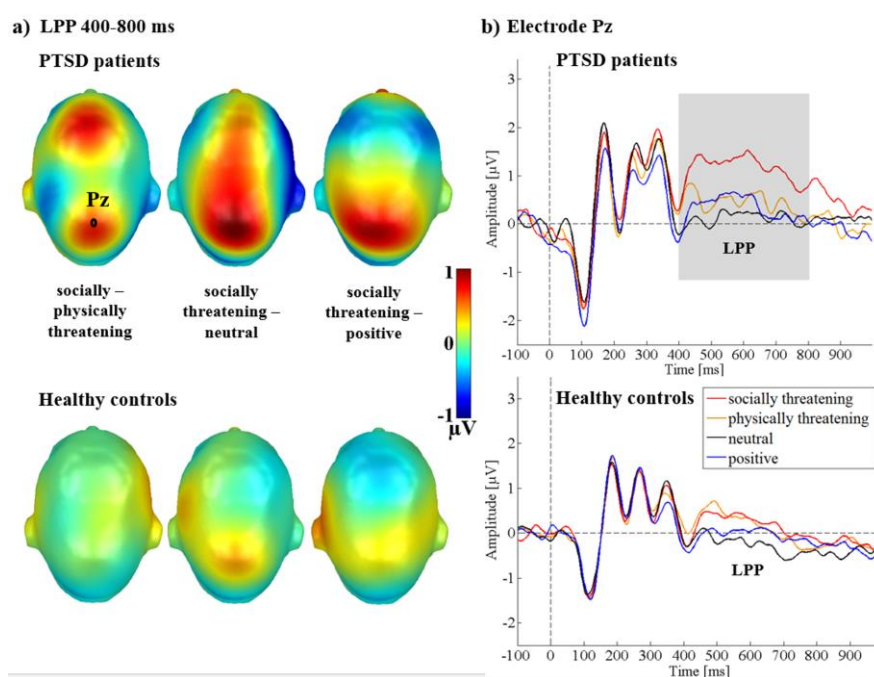 a) LPP 400-800 ms
PTSD patients
Pz
socially –
physically
threatening
socially
threatening –
neutral
socially
threatening –
positive
1
0
-1
µV
Healthy controls
b) Electrode Pz
PTSD patients
3
2
1
0
-1
-2
Amplitude [µV]
LPP
-100 0 100 200 300 400 500 600 700 800 900
Time [ms]
Healthy controls
socially threatening
physically threatening
neutral
positive
3
2
1
0
-1
-2
Amplitude [µV]
LPP
-100 0 100 200 300 400 500 600 700 800 900
Time [ms]